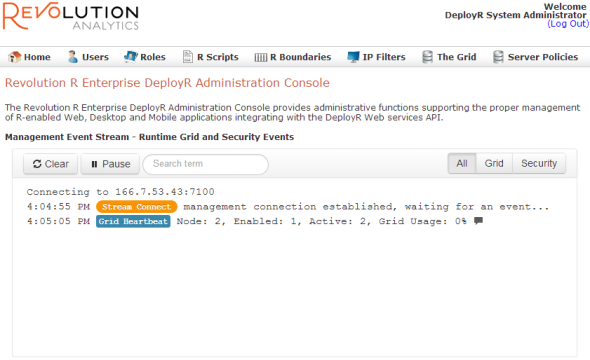 REVOLUTION
ANALYTICS
Welcome
DeployR System Administrator
(Log Out)
Home Users Roles R Scripts R Boundaries IP Filters The Grid Server Policies
Revolution R Enterprise DeployR Administration Console
The Revolution R Enterprise DeployR Administration Console provides administrative functions supporting the proper management
of R-enabled Web, Desktop and Mobile applications integrating with the DeployR Web services API.
Management Event Stream - Runtime Grid and Security Events
Clear Pause Search term All Grid Security
Connecting to 166.7.53.43:7100
4:04:55 PM Stream Connect management connection established, waiting for an event...
4:05:05 PM Grid Heartbeat Node: 2, Enabled: 1, Active: 2, Grid Usage: 0%